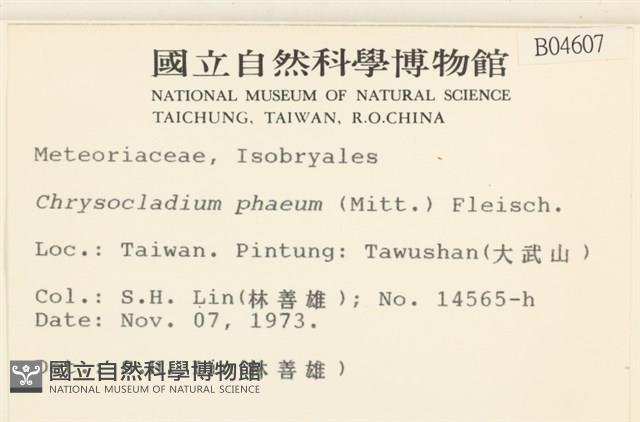 B04607
國立自然科學博物館
NATIONAL MUSEUM OF NATURAL SCIENCE
TAICHUNG, TAIWAN, R.O.CHINA
Meteoriaceae, Isobryales
Chrysocladium phaeum (Mitt.) Fleisch.
Loc.: Taiwan. Pintung: Tawushan(大武山)
Col.: S.H. Lin(林善雄); No. 14565-h
Date: Nov. 07, 1973.
林善雄)
國立自然科學博物館
NATIONAL MUSEUM OF NATURAL SCIENCE